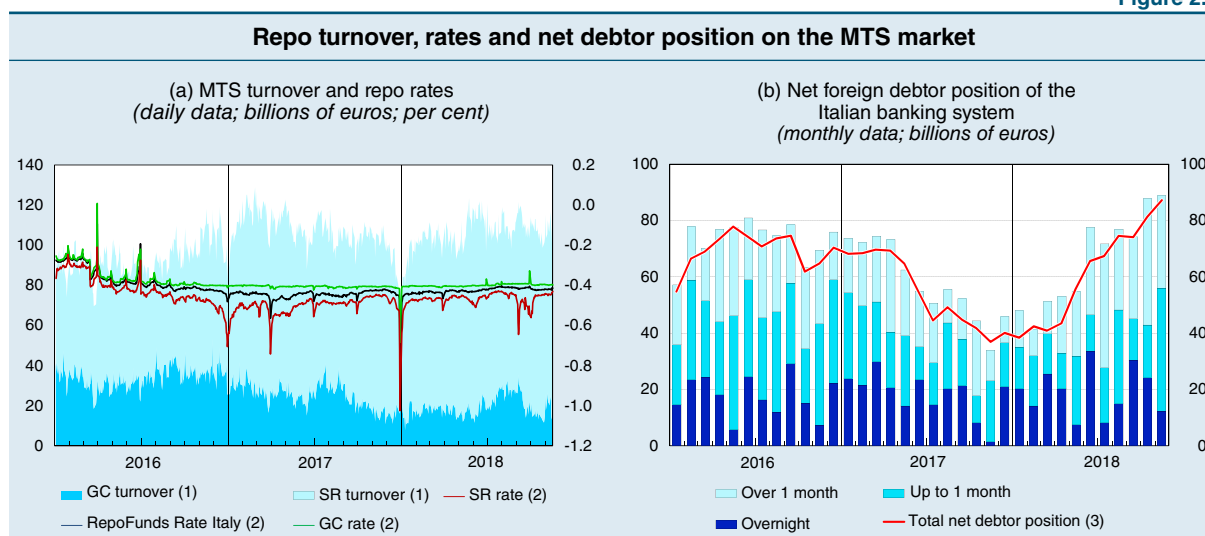 Figure 2.
Repo turnover, rates and net debtor position on the MTS market
(a) MTS turnover and repo rates
(daily data; billions of euros; per cent)
140
120
100
80
60
40
20
0
0.2
0.0
-0.2
-0.4
-0.6
-0.8
-1.0
-1.2
2016
2017
2018
GC turnover (1)
SR turnover (1)
SR rate (2)
RepoFunds Rate Italy (2)
GC rate (2)
(b) Net foreign debtor position of the
Italian banking system
(monthly data; billions of euros)
100
80
60
40
20
0
100
80
60
40
20
0
2016
2017
2018
Over 1 month
Up to 1 month
Overnight
Total net debtor position (3)